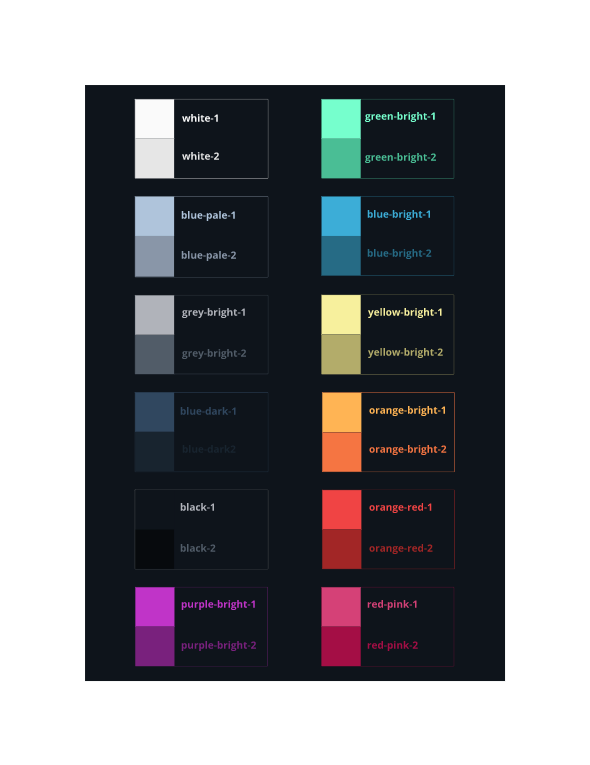 white-1
white-2
blue-pale-1
blue-pale-2
grey-bright-1
grey-bright-2
blue-dark-1
blue-dark2
black-1
black-2
purple-bright-1
purple-bright-2
green-bright-1
green-bright-2
blue-bright-1
blue-bright-2
yellow-bright-1
yellow-bright-2
orange-bright-1
orange-bright-2
orange-red-1
orange-red-2
red-pink-1
red-pink-2